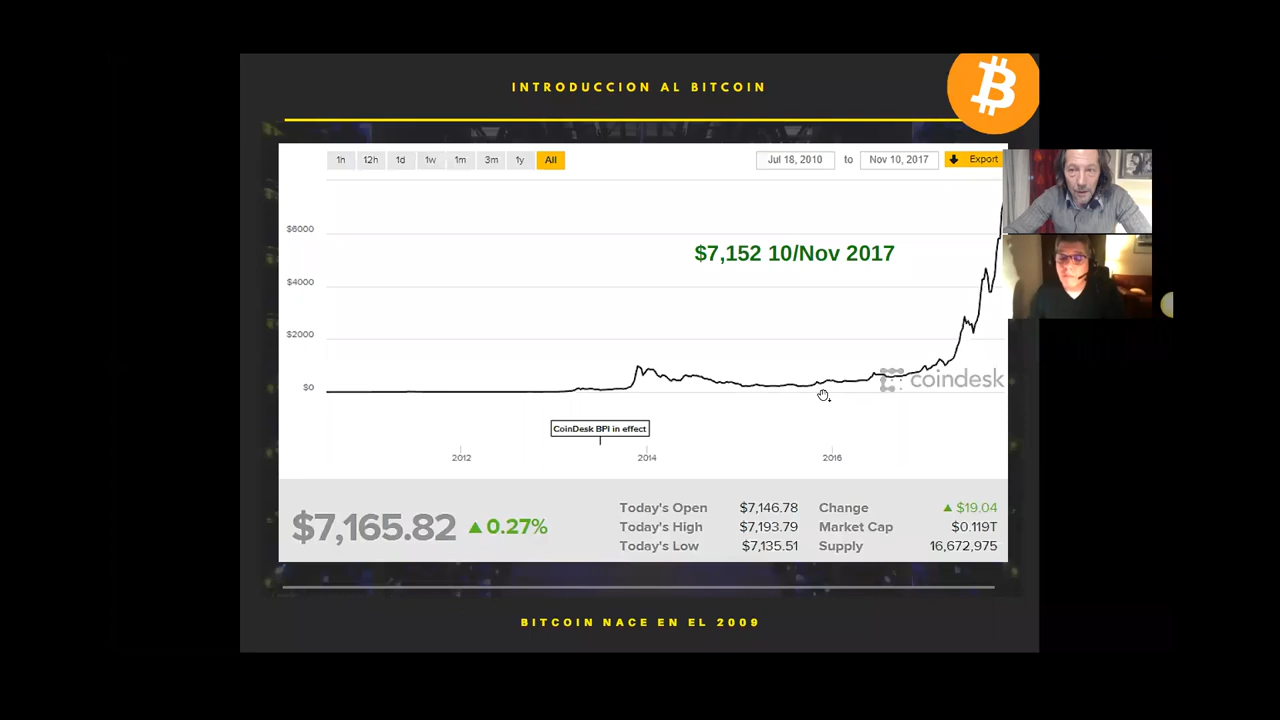 INTRODUCCION AL BITCOIN
1h 12h 1d 1w 1m 3m 1y All Jul 18, 2010 to Nov 10, 2017 Export
$6000
$7,152 10/Nov 2017
$4000
$2000
$0
coindesk
CoinDesk BPI in effect
2012 2014 2016
$7,165.82 0.27%
Today's Open $7,146.78 Change $19.04
Today's High $7,193.79 Market Cap $0.119T
Today's Low $7,135.51 Supply 16,672,975
BITCOIN NACE EN EL 2009